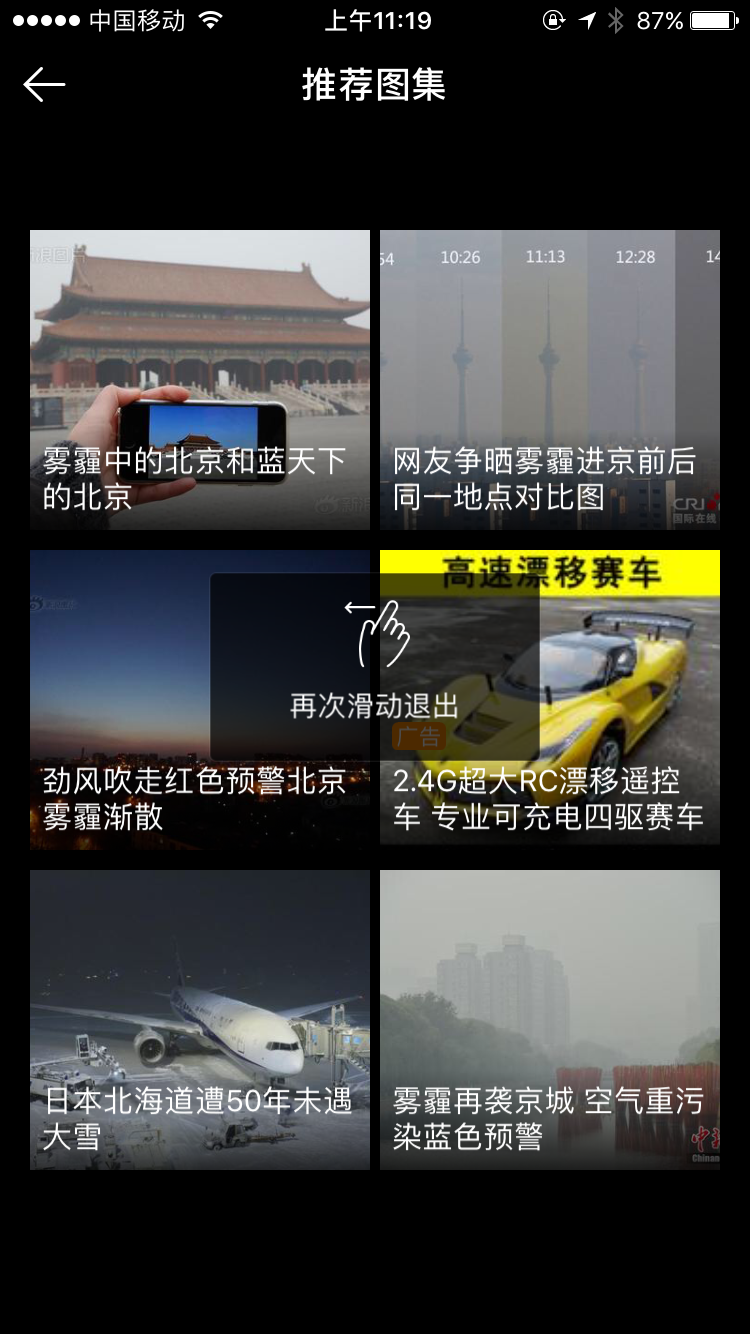 中国移动
上午11:19
87%
推荐图集
雾霾中的北京和蓝天下
的北京
54
10:26
11:13
12:28
14
网友争晒雾霾进京前后
同一地点对比图
CRI
国际在线
劲风吹走红色预警北京
雾霾渐散
高速漂移赛车
再次滑动退出
广告
2.4G超大RC漂移遥控
车 专业可充电四驱赛车
日本北海道遭50年未遇
大雪
雾霾再袭京城 空气重污
染蓝色预警